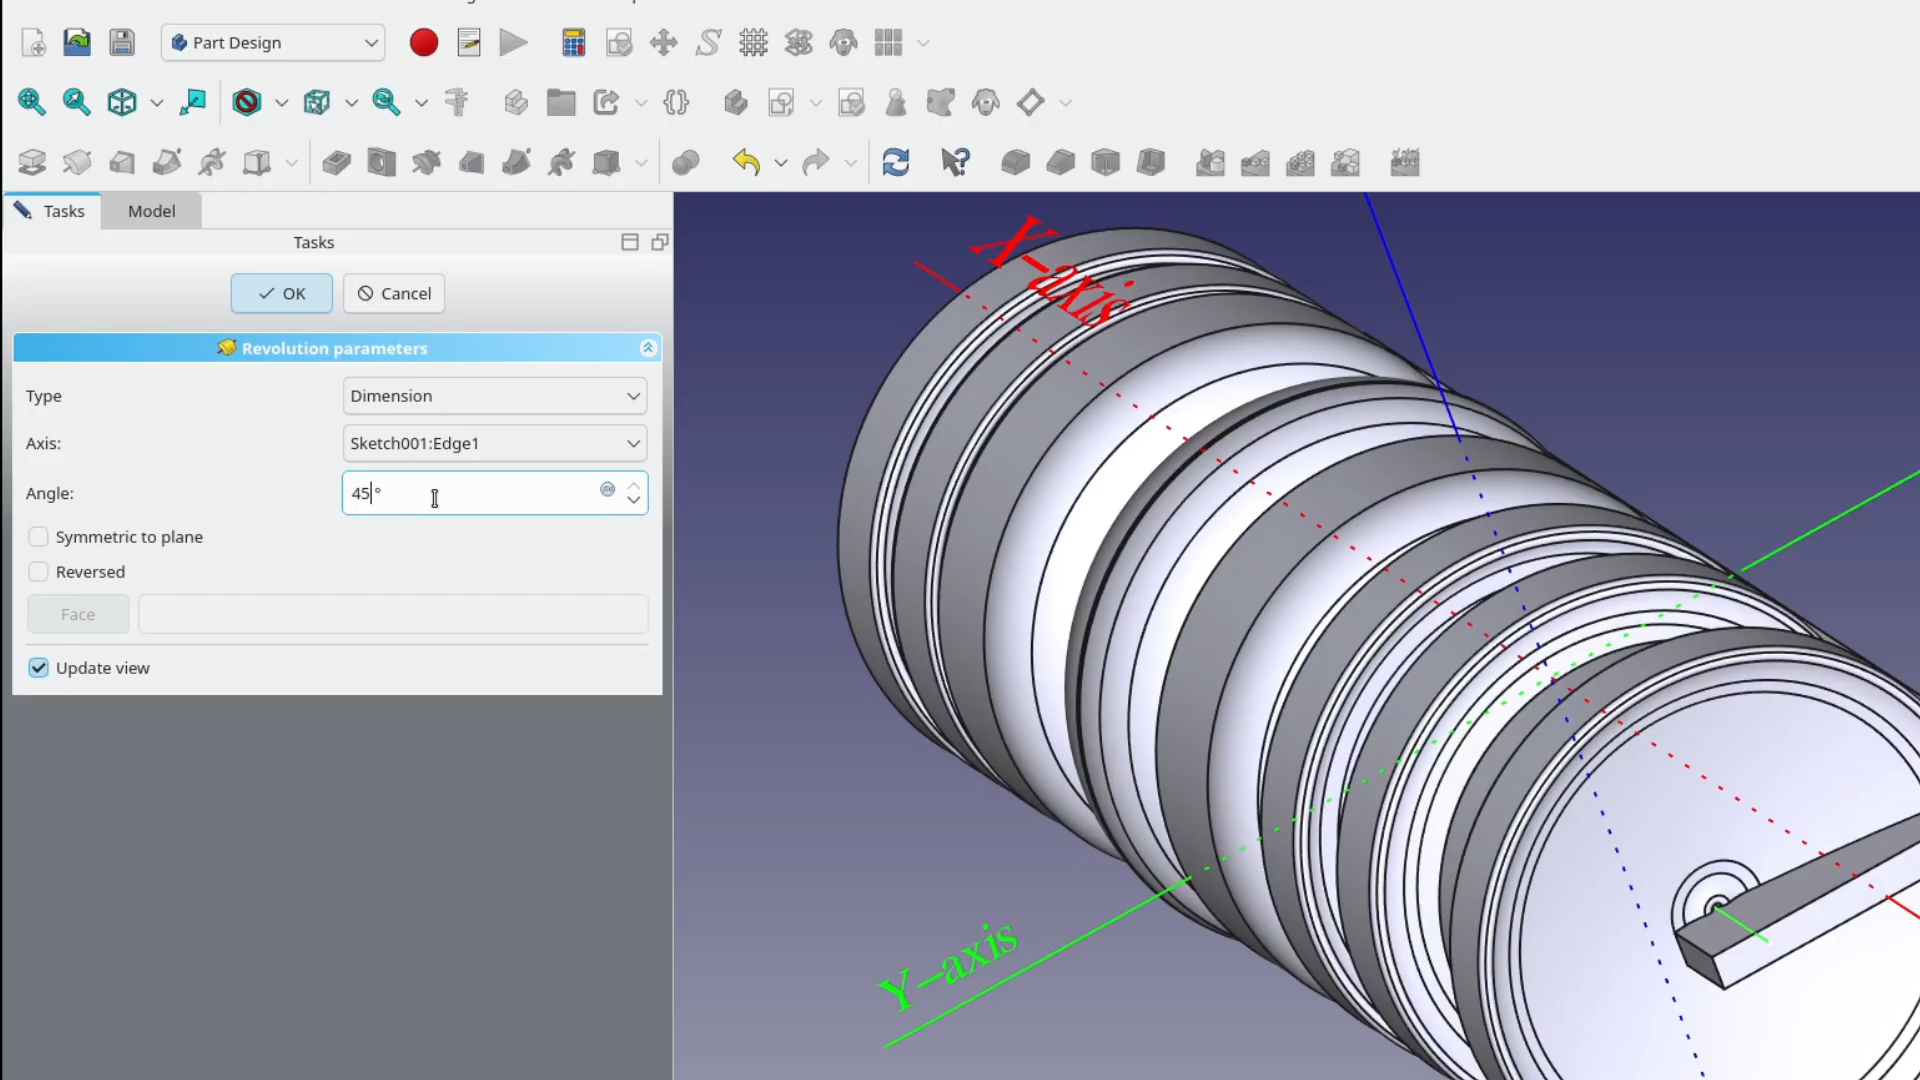 Part Design
Tasks
Model
Tasks
OK
Cancel
Revolution parameters
Type
Dimension
Axis:
Sketch001:Edge1
Angle:
45 °
Symmetric to plane
Reversed
Face
Update view
X-axis
Y-axis